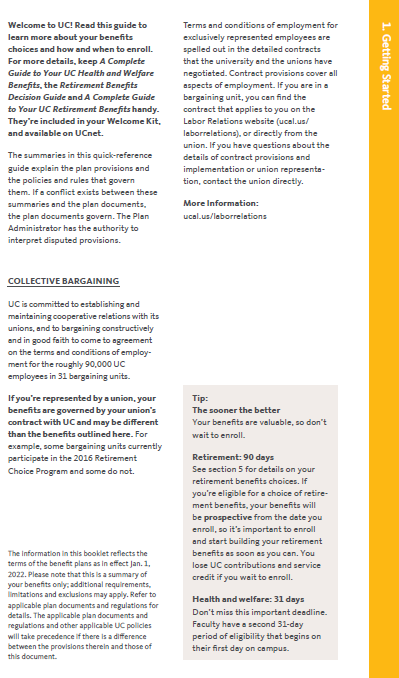 Welcome to UC! Read this guide to
learn more about your benefits
choices and how and when to enroll.
For more details, keep A Complete
Guide to Your UC Health and Welfare
Benefits, the Retirement Benefits
Decision Guide and A Complete Guide
to Your UC Retirement Benefits handy.
They're included in your Welcome Kit,
and available on UCnet.
The summaries in this quick-reference
guide explain the plan provisions and
the policies and rules that govern
them. If a conflict exists between these
summaries and the plan documents,
the plan documents govern. The Plan
Administrator has the authority to
interpret disputed provisions.
COLLECTIVE BARGAINING
UC is committed to establishing and
maintaining cooperative relations with its
unions, and to bargaining constructively
and in good faith to come to agreement
on the terms and conditions of employ-
ment for the roughly 90,000 UC
employees in 31 bargaining units.
If you're represented by a union, your
benefits are governed by your union's
contract with UC and may be different
than the benefits outlined here. For
example, some bargaining units currently
participate in the 2016 Retirement
Choice Program and some do not.
The information in this booklet reflects the
terms of the benefit plans as in effect Jan. 1,
2022. Please note that this is a summary of
your benefits only; additional requirements,
limitations and exclusions may apply. Refer to
applicable plan documents and regulations for
details. The applicable plan documents and
regulations and other applicable UC policies
will take precedence if there is a difference
between the provisions therein and those of
this document.
Terms and conditions of employment for
exclusively represented employees are
spelled out in the detailed contracts
that the university and the unions have
negotiated. Contract provisions cover all
aspects of employment. If you are in a
bargaining unit, you can find the
contract that applies to you on the
Labor Relations website (ucal.us/
laborrelations), or directly from the
union. If you have questions about the
details of contract provisions and
implementation or union representa-
tion, contact the union directly.
More Information:
ucal.us/laborrelations
Tip:
The sooner the better
Your benefits are valuable, so don't
wait to enroll.
Retirement: 90 days
See section 5 for details on your
retirement benefits choices. If
you're eligible for a choice of retire-
ment benefits, your benefits will
be prospective from the date you
enroll, so it's important to enroll
and start building your retirement
benefits as soon as you can. You
lose UC contributions and service
credit if you wait to enroll.
Health and welfare: 31 days
Don't miss this important deadline.
Faculty have a second 31-day
period of eligibility that begins on
their first day on campus.
1. Getting Started